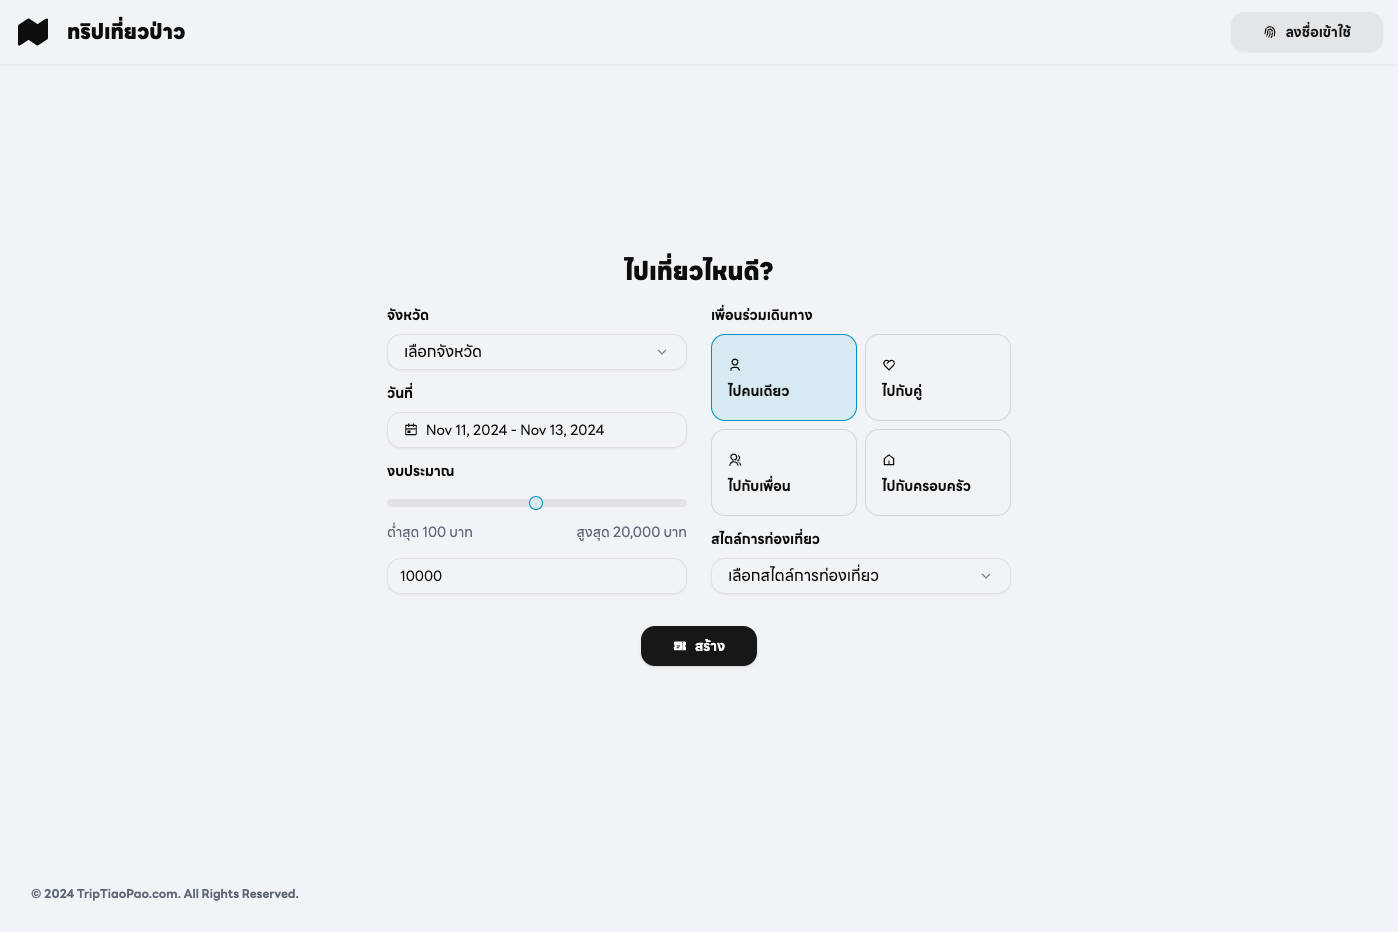 ทริปเที่ยวป่าว
ลงชื่อเข้าใช้
ไปเที่ยวไหนดี?
จังหวัด
เลือกจังหวัด
วันที่
Nov 11, 2024 - Nov 13, 2024
งบประมาณ
ต่ำสุด 100 บาท
สูงสุด 20,000 บาท
10000
เพื่อนร่วมเดินทาง
ไปคนเดียว
ไปกับคู่
ไปกับเพื่อน
ไปกับครอบครัว
สไตล์การท่องเที่ยว
เลือกสไตล์การท่องเที่ยว
สร้าง
© 2024 TripTiaoPao.com. All Rights Reserved.